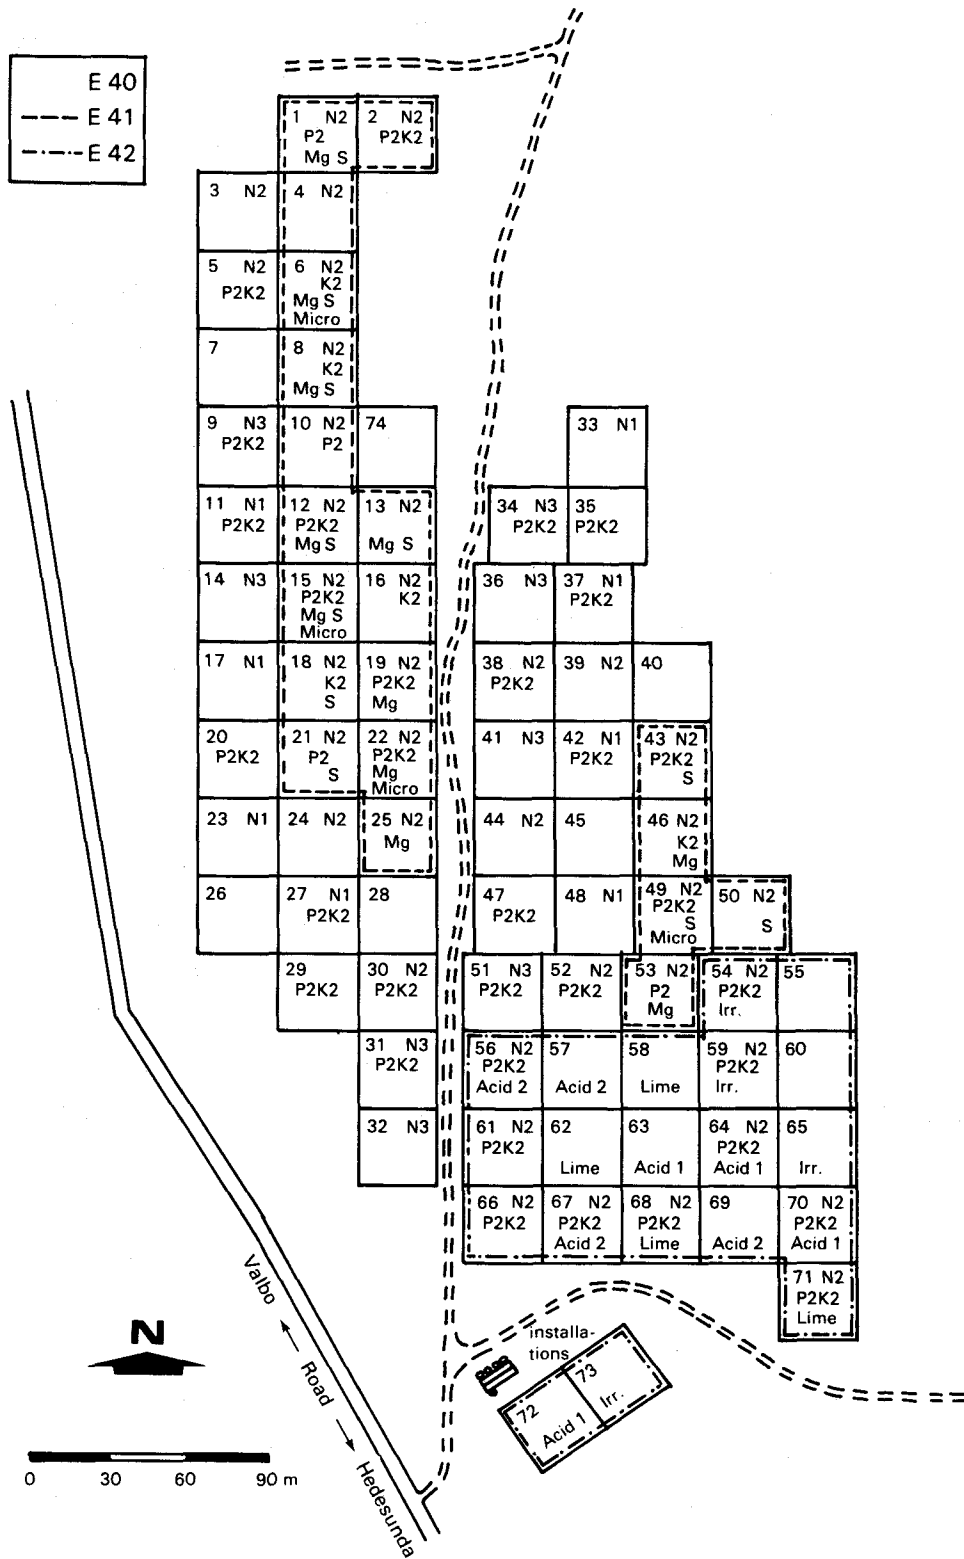 E 40
E 41
E 42
1 N2
P2
Mg S
2 N2
P2K2
3 N2
4 N2
5 N2
P2K2
6 N2
K2
Mg S
Micro
7
8 N2
K2
Mg S
9 N3
P2K2
10 N2
P2
74
11 N1
P2K2
12 N2
P2K2
Mg S
13 N2
Mg S
14 N3
15 N2
P2K2
Mg S
Micro
16 N2
K2
17 N1
18 N2
K2
S
19 N2
P2K2
Mg
20
P2K2
21 N2
P2
S
22 N2
P2K2
Mg
Micro
23 N1
24 N2
25 N2
Mg
26
27 N1
P2K2
28
29
P2K2
30 N2
P2K2
31 N3
P2K2
32 N3
33 N1
34 N3
P2K2
35
P2K2
36 N3
37 N1
P2K2
38 N2
P2K2
39 N2
40
41 N3
42 N1
P2K2
43 N2
P2K2
S
44 N2
45
46 N2
K2
Mg
47
P2K2
48 N1
49 N2
P2K2
S
Micro
50 N2
S
51 N3
P2K2
52 N2
P2K2
53 N2
P2
Mg
54 N2
P2K2
Irr.
55
56 N2
P2K2
Acid 2
57
Acid 2
58
Lime
59 N2
P2K2
Irr.
60
61 N2
P2K2
62
Lime
63
Acid 1
64 N2
P2K2
Acid 1
65
Irr.
66 N2
P2K2
67 N2
P2K2
Acid 2
68 N2
P2K2
Lime
69
Acid 2
70 N2
P2K2
Acid 1
71 N2
P2K2
Lime
installa-
tions
72
Acid 1
73
Irr.
Valbo
← Road →
Hedesunda
N
0 30 60 90 m